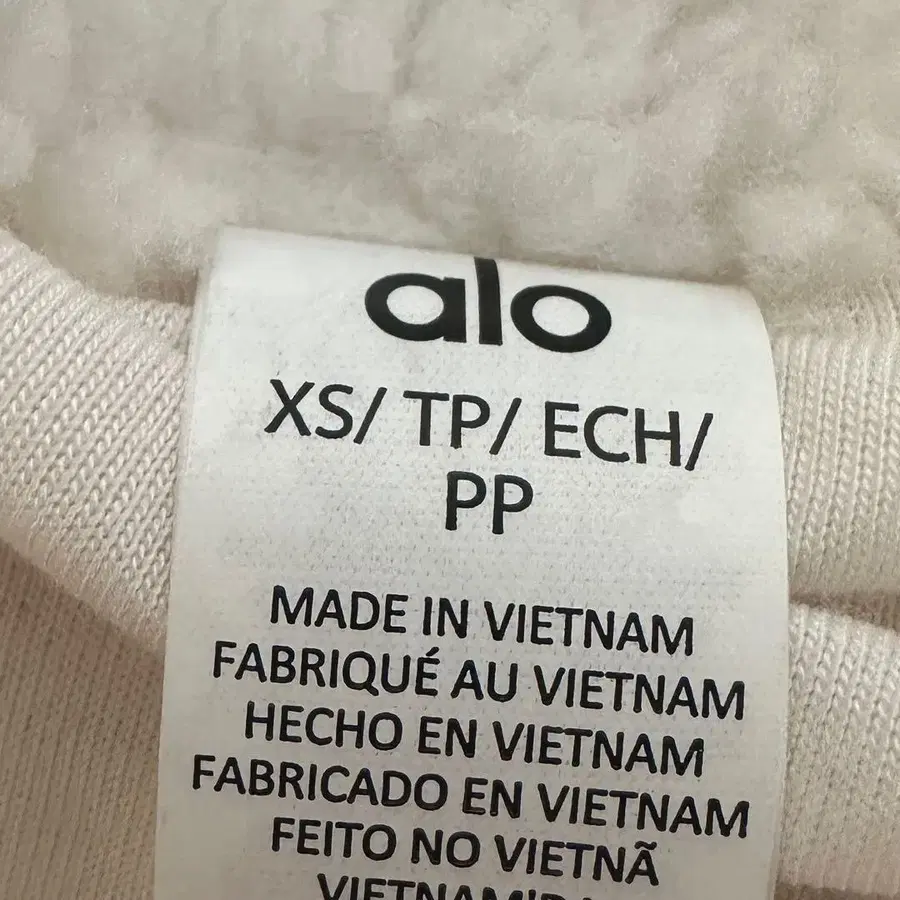 alo
XS/ TP/ ECH/
PP
MADE IN VIETNAM
FABRIQUÉ AU VIETNAM
HECHO EN VIETNAM
FABRICADO EN VIETNAM
FEITO NO VIETNÃ